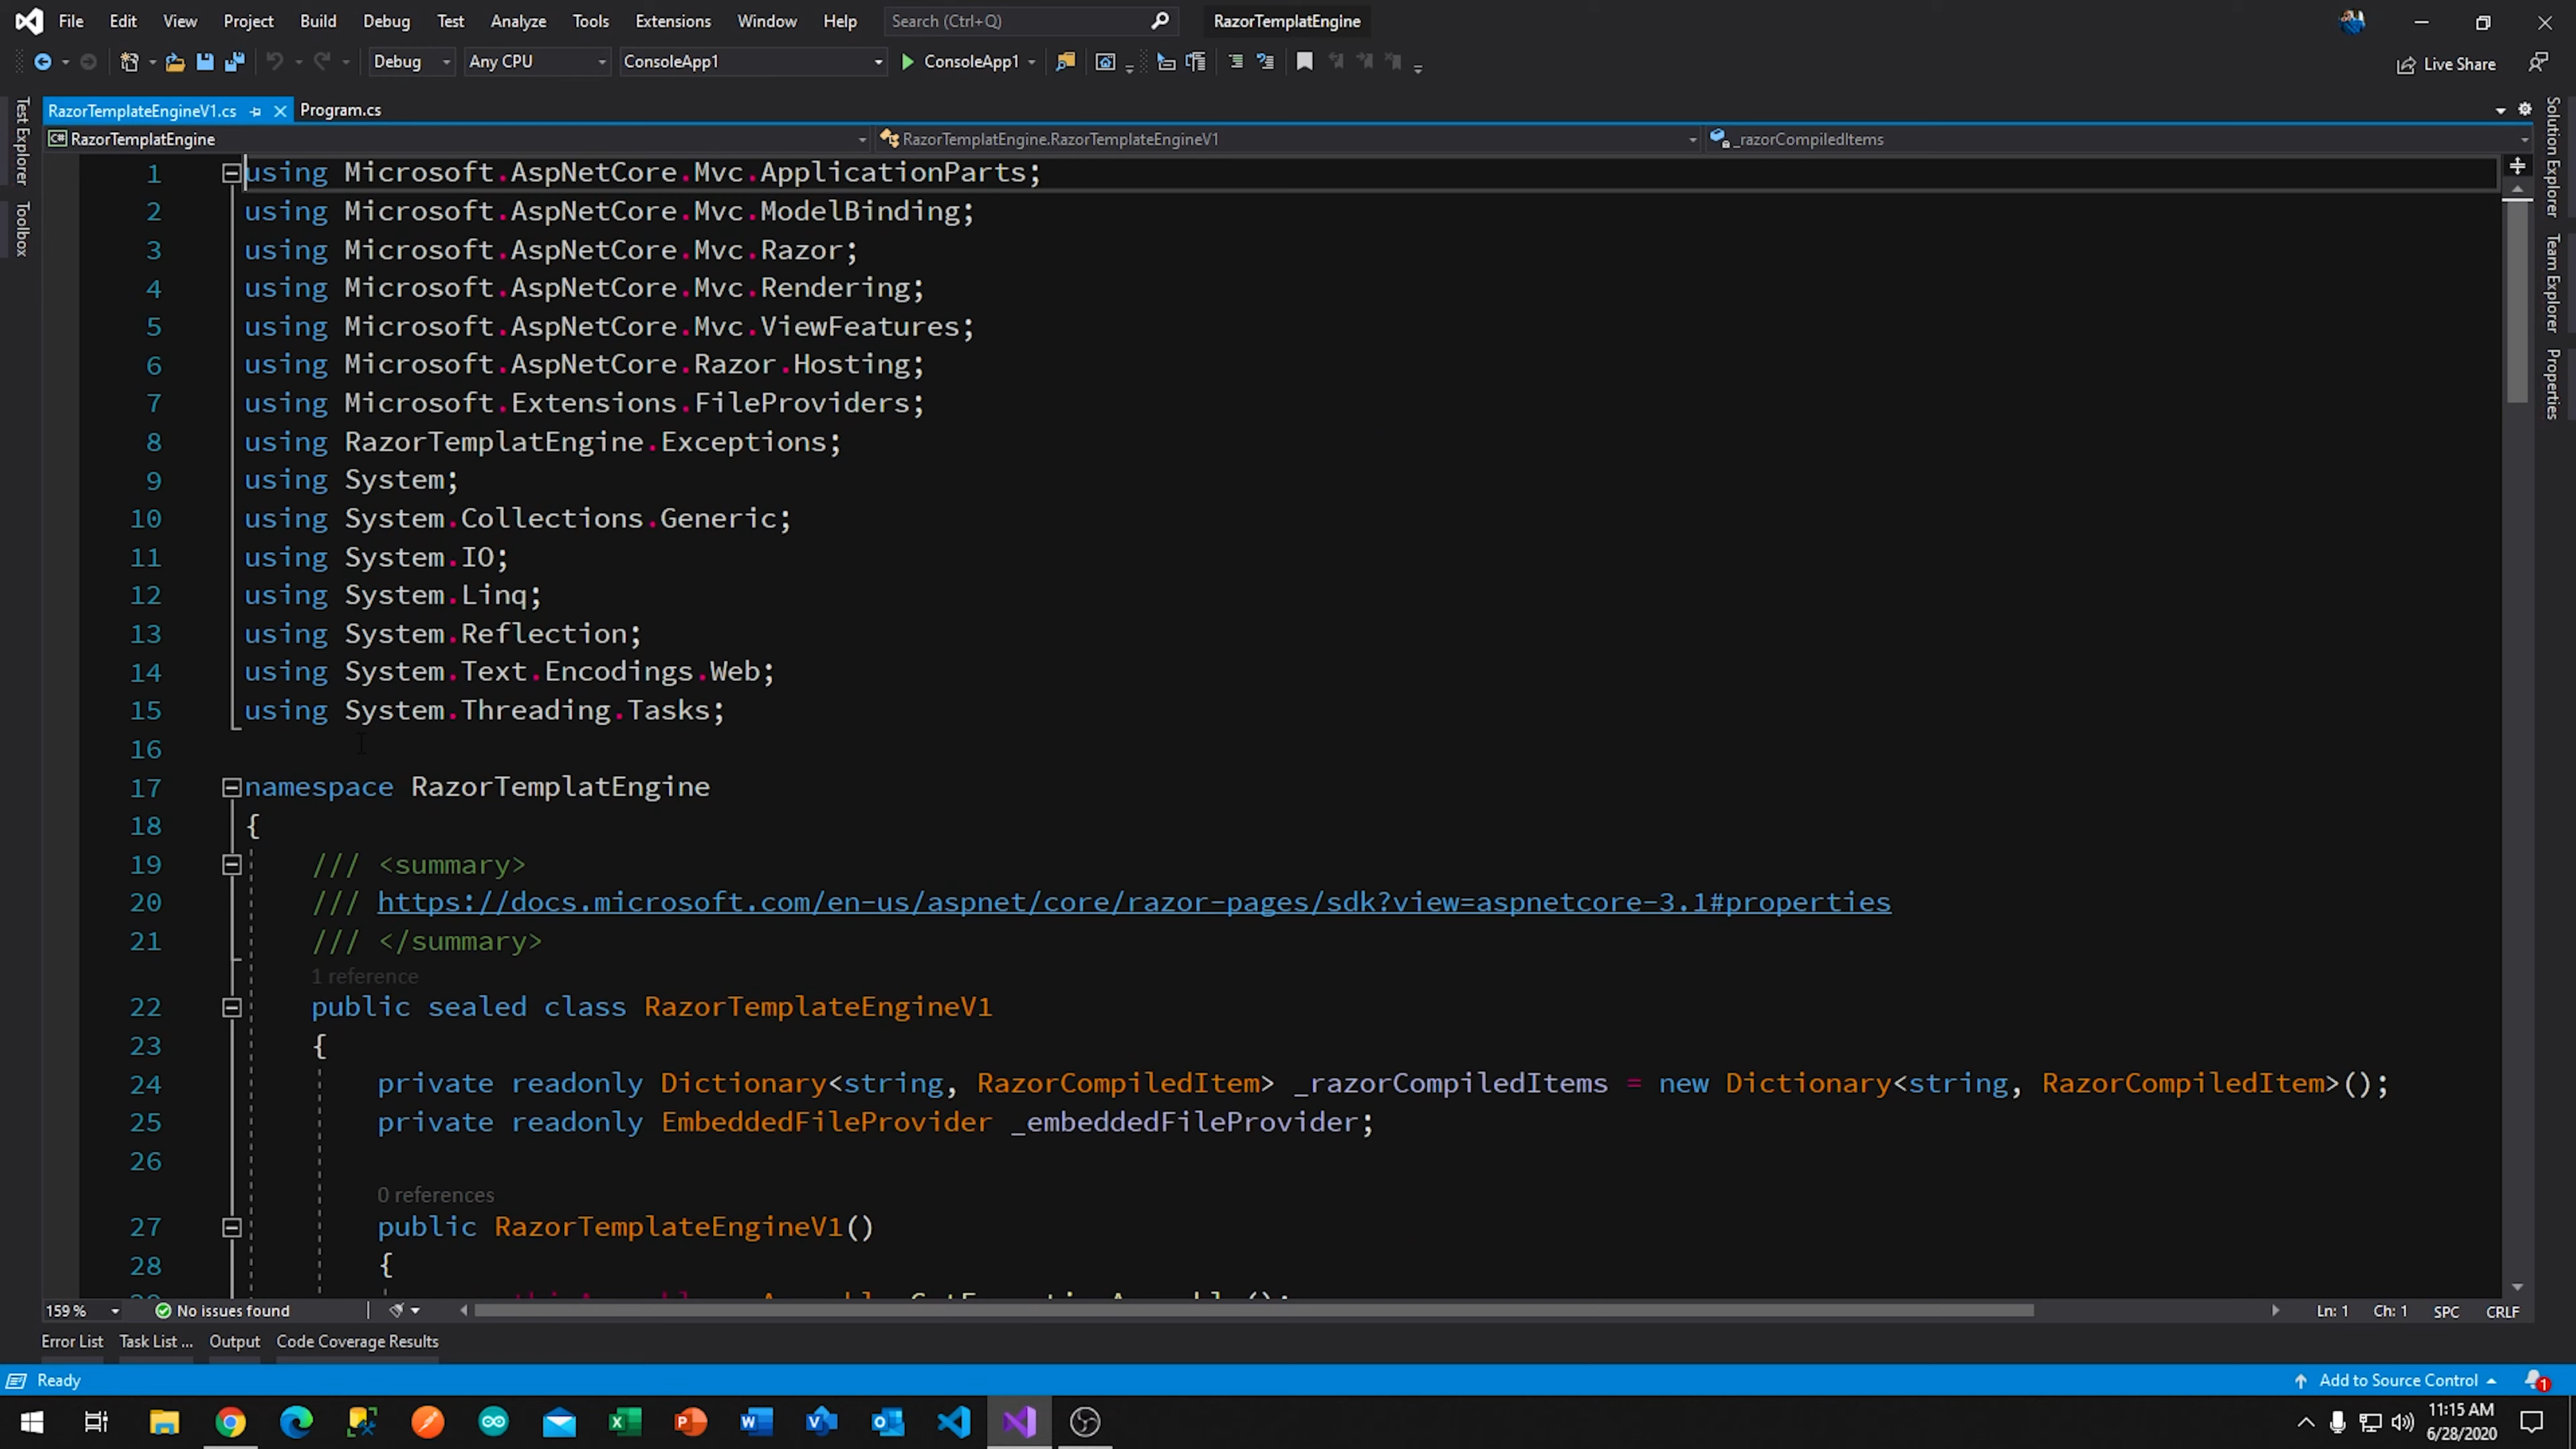 File Edit View Project Build Debug Test Analyze Tools Extensions Window Help Search (Ctrl+Q) RazorTemplatEngine
Debug Any CPU ConsoleApp1 ConsoleApp1 Live Share
RazorTemplateEngineV1.cs Program.cs
RazorTemplatEngine RazorTemplatEngine.RazorTemplateEngineV1 _razorCompiledItems
Test Explorer
Toolbox
Solution Explorer
Team Explorer
Properties
1 using Microsoft.AspNetCore.Mvc.ApplicationParts;
2 using Microsoft.AspNetCore.Mvc.ModelBinding;
3 using Microsoft.AspNetCore.Mvc.Razor;
4 using Microsoft.AspNetCore.Mvc.Rendering;
5 using Microsoft.AspNetCore.Mvc.ViewFeatures;
6 using Microsoft.AspNetCore.Razor.Hosting;
7 using Microsoft.Extensions.FileProviders;
8 using RazorTemplatEngine.Exceptions;
9 using System;
10 using System.Collections.Generic;
11 using System.IO;
12 using System.Linq;
13 using System.Reflection;
14 using System.Text.Encodings.Web;
15 using System.Threading.Tasks;
16
17 namespace RazorTemplatEngine
18 {
19 /// <summary>
20 /// https://docs.microsoft.com/en-us/aspnet/core/razor-pages/sdk?view=aspnetcore-3.1#properties
21 /// </summary>
1 reference
22 public sealed class RazorTemplateEngineV1
23 {
24 private readonly Dictionary<string, RazorCompiledItem> _razorCompiledItems = new Dictionary<string, RazorCompiledItem>();
25 private readonly EmbeddedFileProvider _embeddedFileProvider;
26
0 references
27 public RazorTemplateEngineV1()
28 {
159 % No issues found Ln: 1 Ch: 1 SPC CRLF
Error List Task List ... Output Code Coverage Results
Ready Add to Source Control 1
11:15 AM
6/28/2020